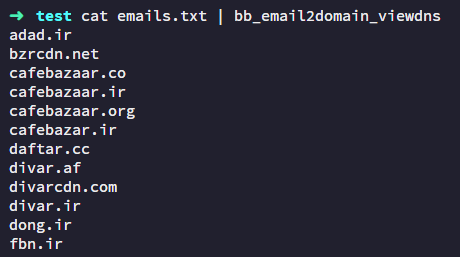 ➜ test cat emails.txt | bb_email2domain_viewdns
adad.ir
bzrcdn.net
cafebazaar.co
cafebazaar.ir
cafebazaar.org
cafebazar.ir
daftar.cc
divar.af
divarcdn.com
divar.ir
dong.ir
fbn.ir